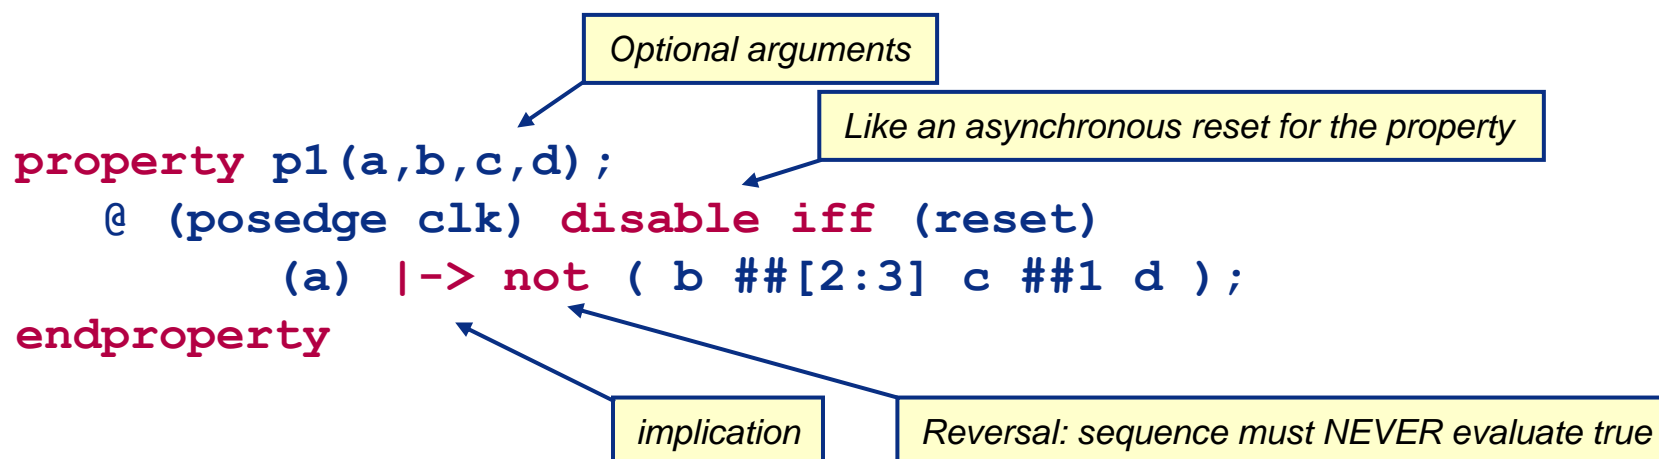 Optional arguments
Like an asynchronous reset for the property
property p1(a,b,c,d);
@ (posedge clk) disable iff (reset)
(a) |-> not ( b ##[2:3] c ##1 d );
endproperty
implication
Reversal: sequence must NEVER evaluate true